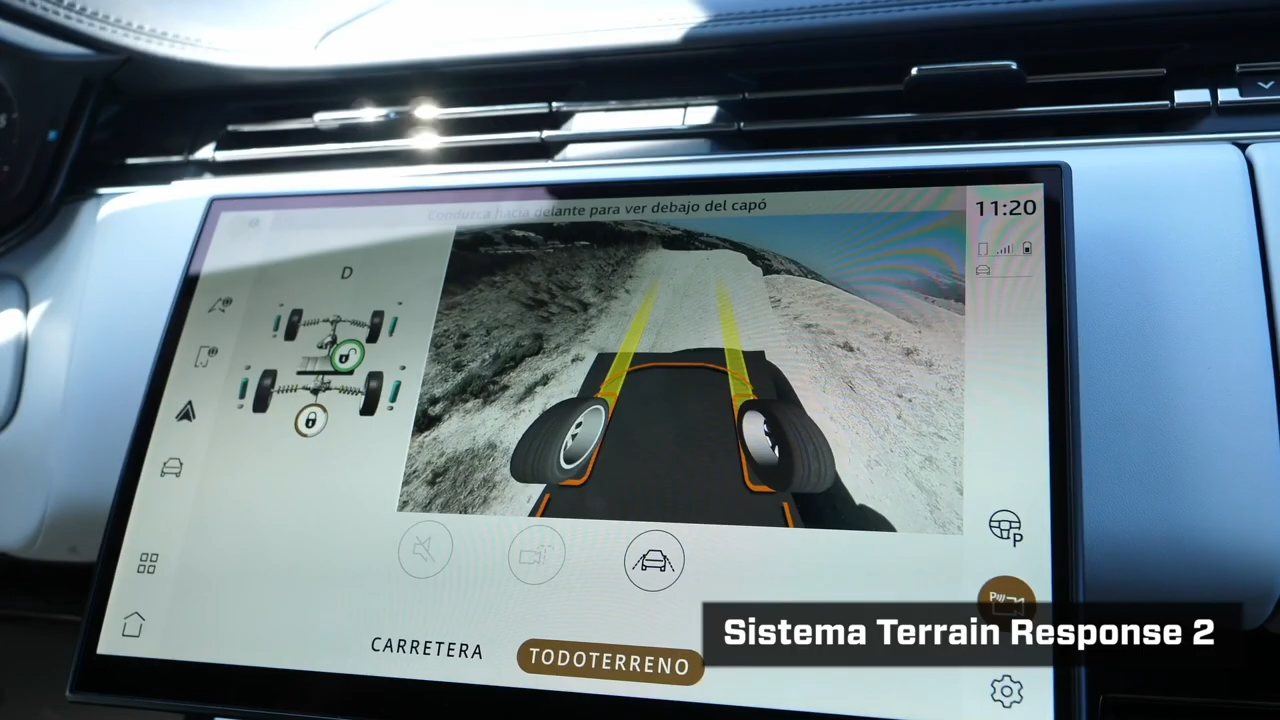 Conduzca hacia delante para ver debajo del capó
11:20
D
P
P
CARRETERA
TODOTERRENO
Sistema Terrain Response 2